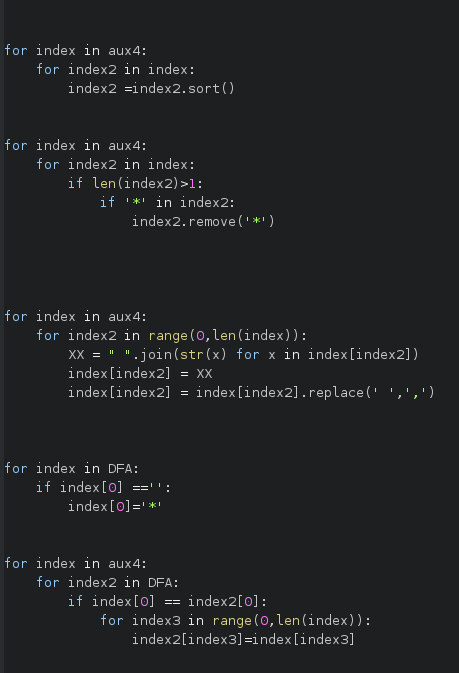 for index in aux4:
    for index2 in index:
        index2 =index2.sort()
for index in aux4:
    for index2 in index:
        if len(index2)>1:
            if '*' in index2:
                index2.remove('*')
for index in aux4:
    for index2 in range(0,len(index)):
        XX = " ".join(str(x) for x in index[index2])
        index[index2] = XX
        index[index2] = index[index2].replace(' ',',')
for index in DFA:
    if index[0] =='':
        index[0]='*'
for index in aux4:
    for index2 in DFA:
        if index[0] == index2[0]:
            for index3 in range(0,len(index)):
                index2[index3]=index[index3]